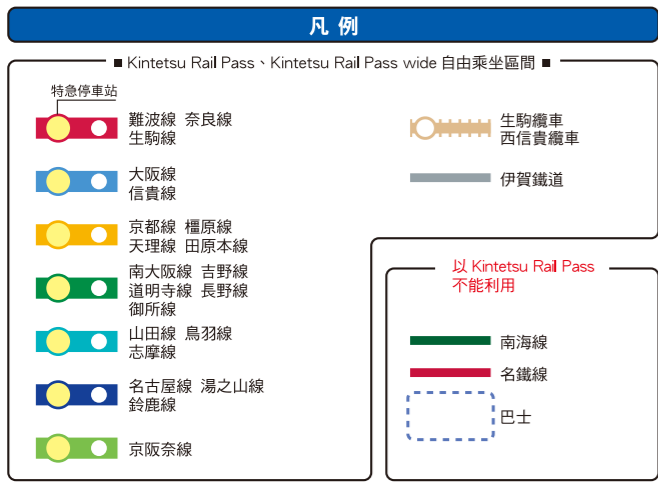 凡例
■ Kintetsu Rail Pass、Kintetsu Rail Pass wide 自由乘坐區間 ■
特急停車站
難波線 奈良線
生駒線
大阪線
信貴線
京都線 橿原線
天理線 田原本線
南大阪線 吉野線
道明寺線 長野線
御所線
山田線 鳥羽線
志摩線
名古屋線 湯之山線
鈴鹿線
京阪奈線
生駒纜車
西信貴纜車
伊賀鐵道
以 Kintetsu Rail Pass
不能利用
南海線
名鐵線
巴士